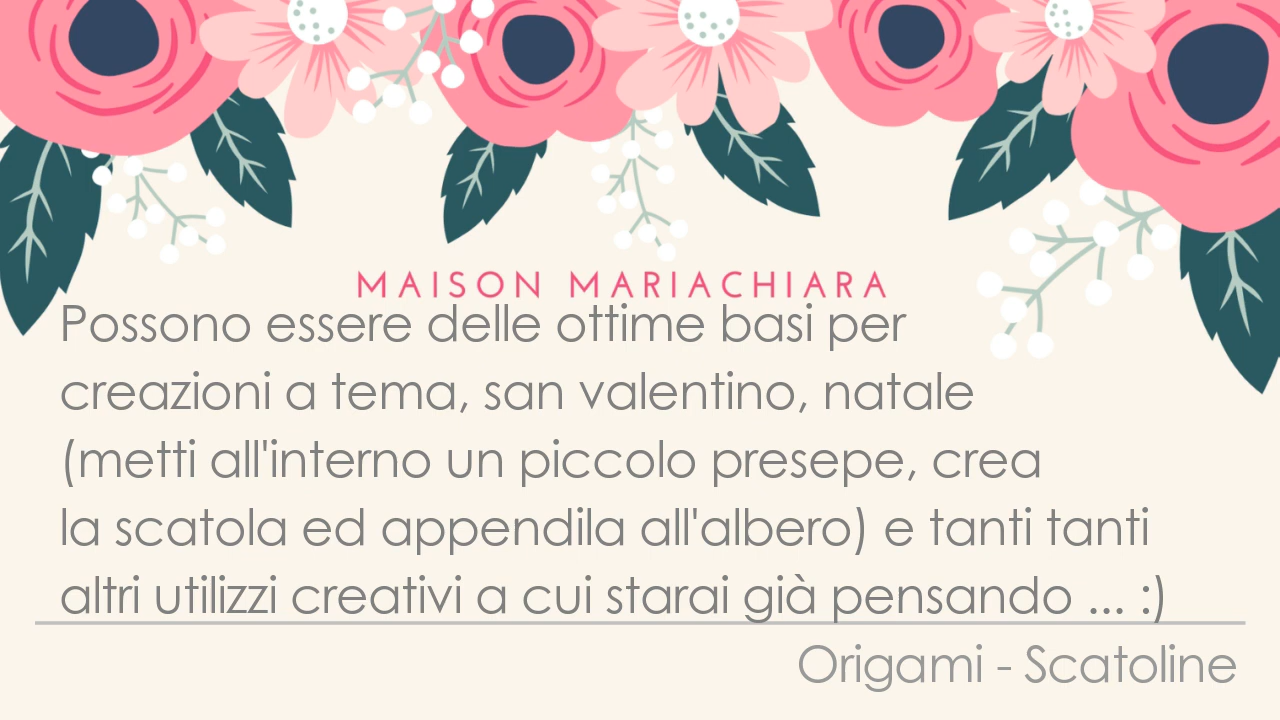 MAISON MARIACHIARA
Possono essere delle ottime basi per
creazioni a tema, san valentino, natale
(metti all'interno un piccolo presepe, crea
la scatola ed appendila all'albero) e tanti tanti
altri utilizzi creativi a cui starai già pensando ... :)
Origami - Scatoline